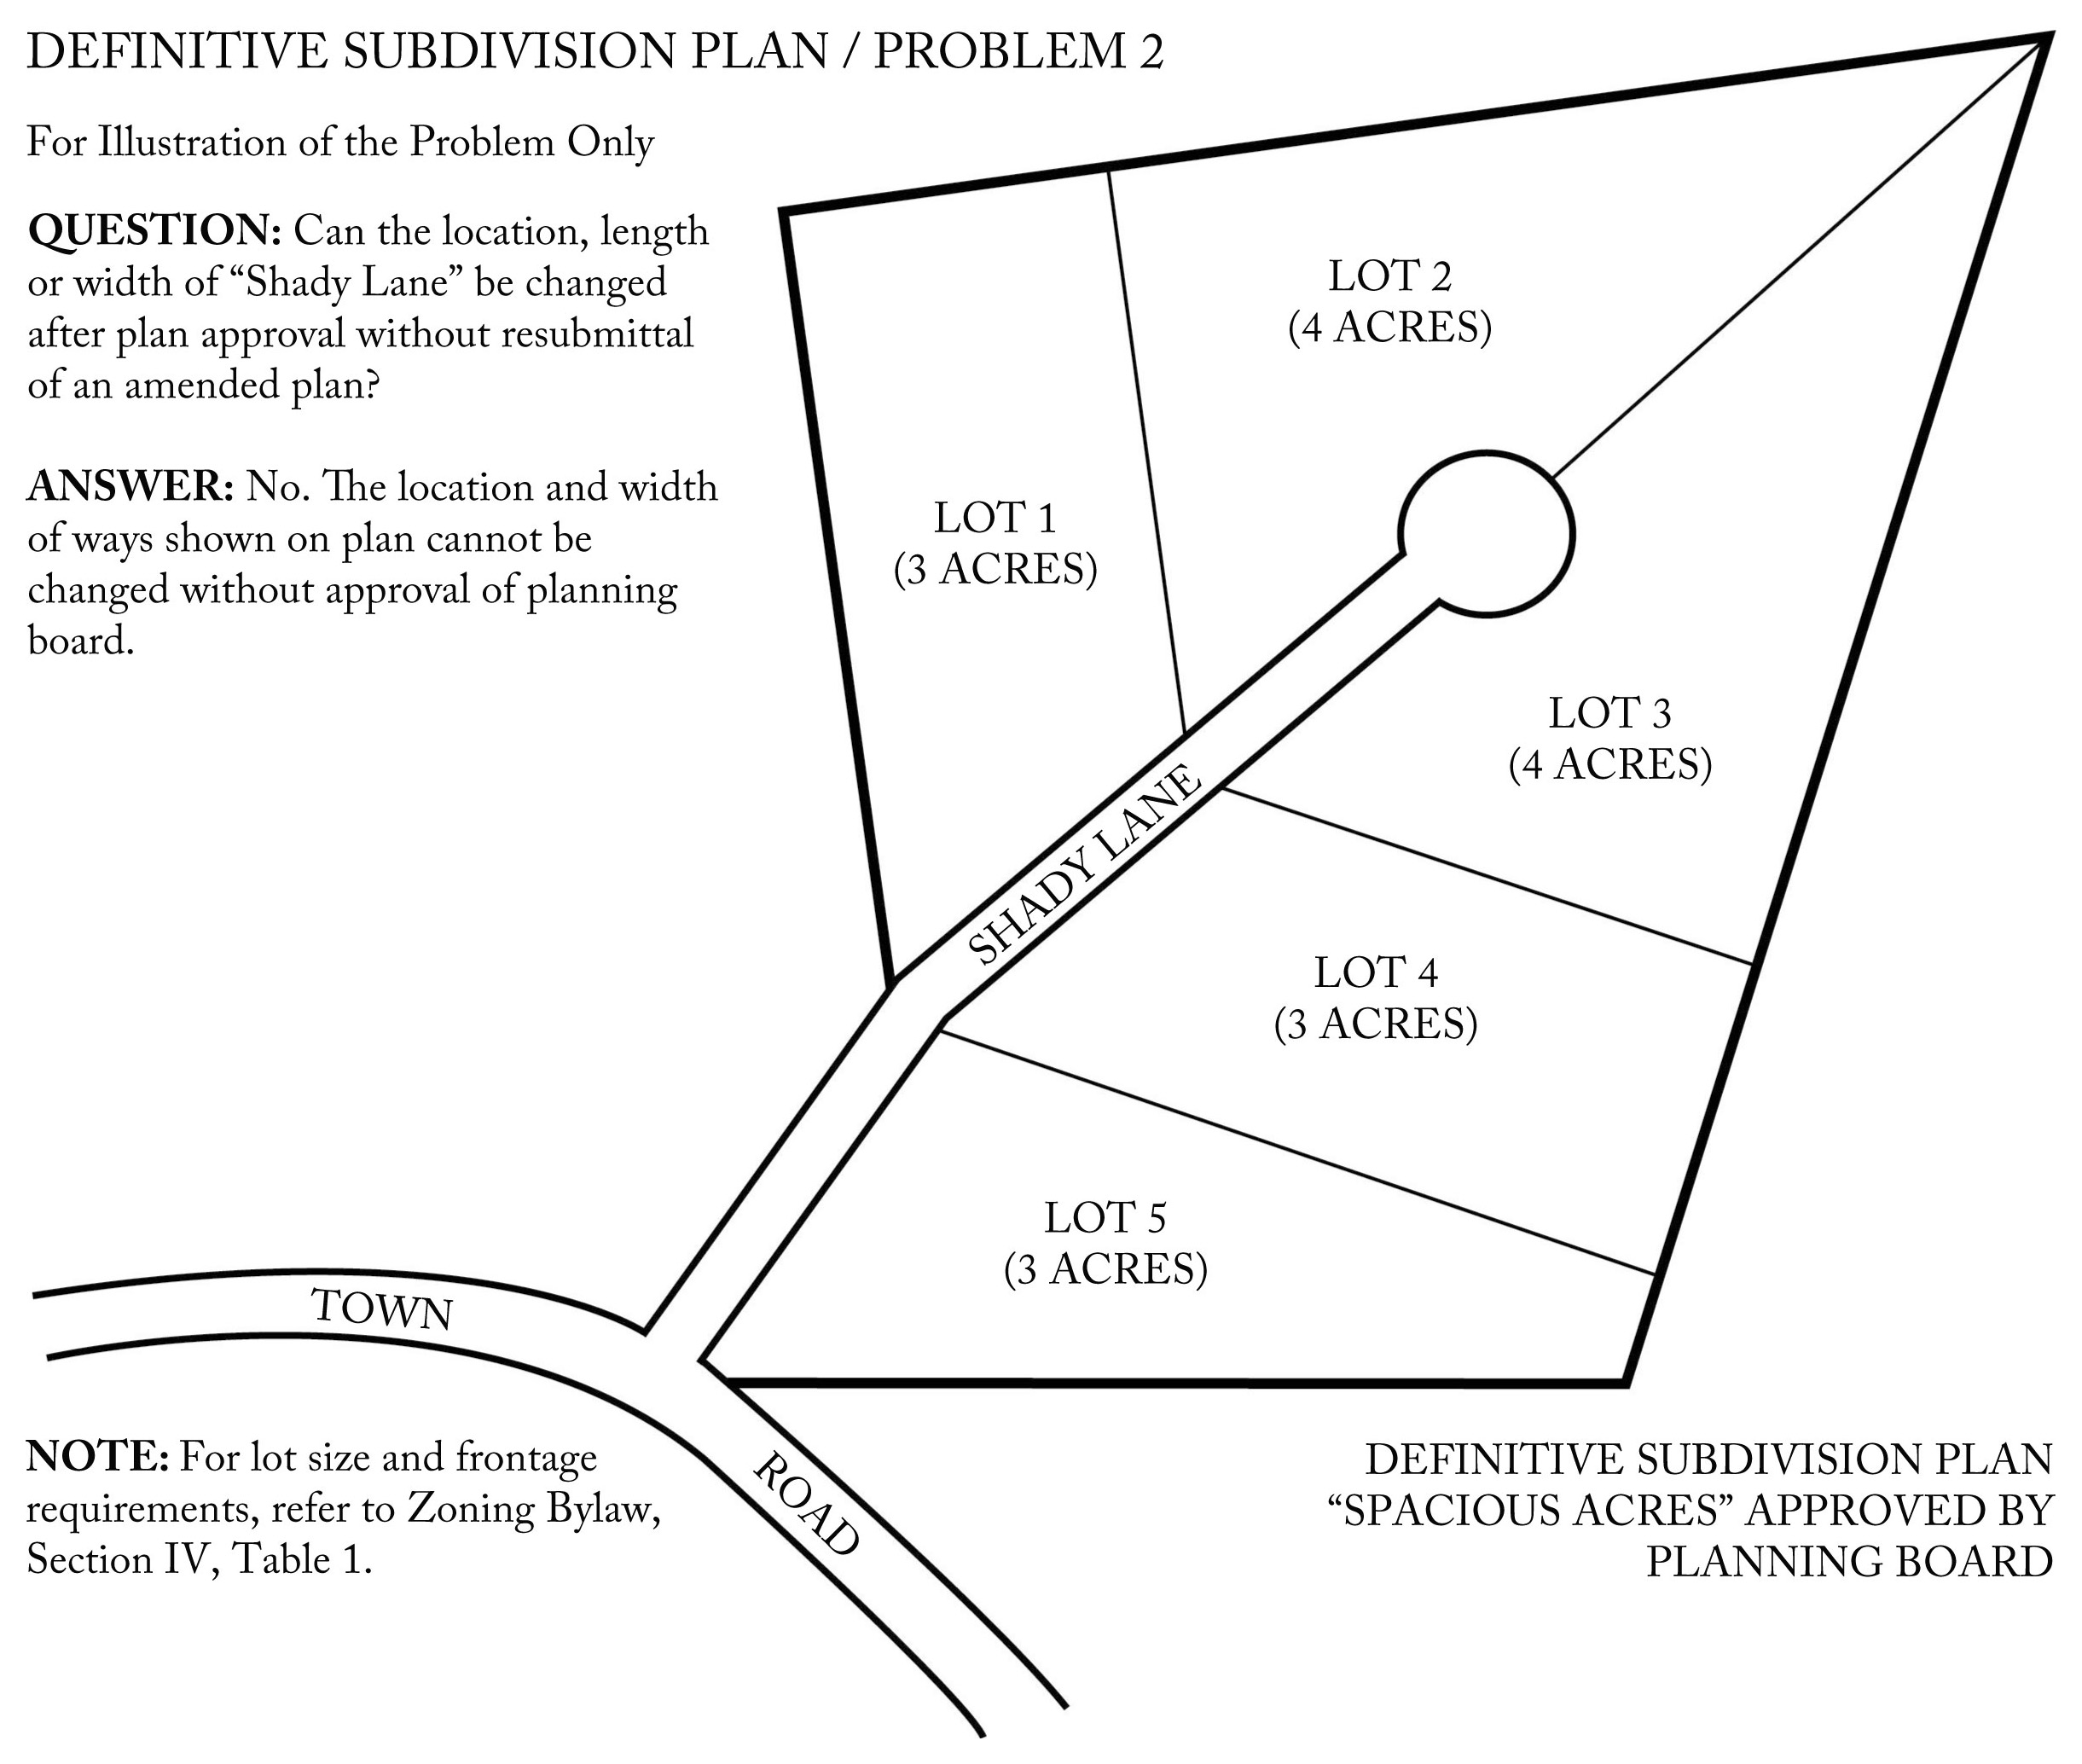 DEFINITIVE SUBDIVISION PLAN / PROBLEM 2
For Illustration of the Problem Only
QUESTION: Can the location, length
or width of “Shady Lane” be changed
after plan approval without resubmittal
of an amended plan?
ANSWER: No. The location and width
of ways shown on plan cannot be
changed without approval of planning
board.
LOT 1
(3 ACRES)
LOT 2
(4 ACRES)
LOT 3
(4 ACRES)
SHADY LANE
LOT 4
(3 ACRES)
LOT 5
(3 ACRES)
TOWN
ROAD
NOTE: For lot size and frontage
requirements, refer to Zoning Bylaw,
Section IV, Table 1.
DEFINITIVE SUBDIVISION PLAN
“SPACIOUS ACRES” APPROVED BY
PLANNING BOARD